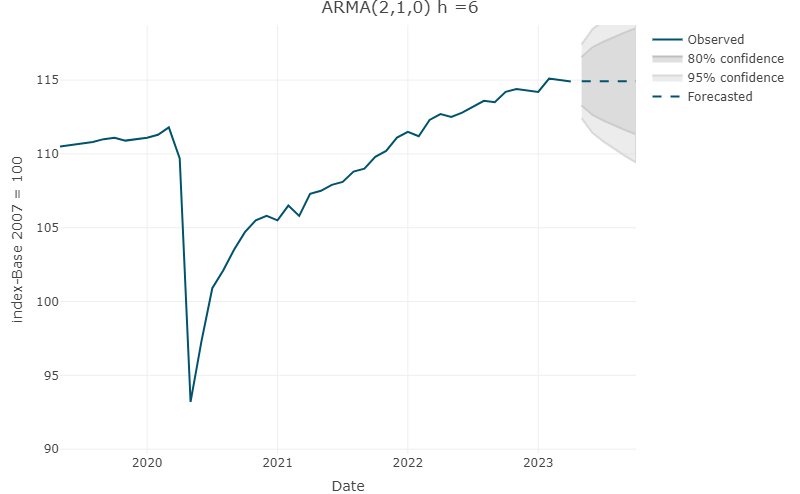 ARMA(2,1,0) h =6
Observed
80% confidence
95% confidence
Forecasted
index-Base 2007 = 100
115
110
105
100
95
90
2020
2021
2022
2023
Date